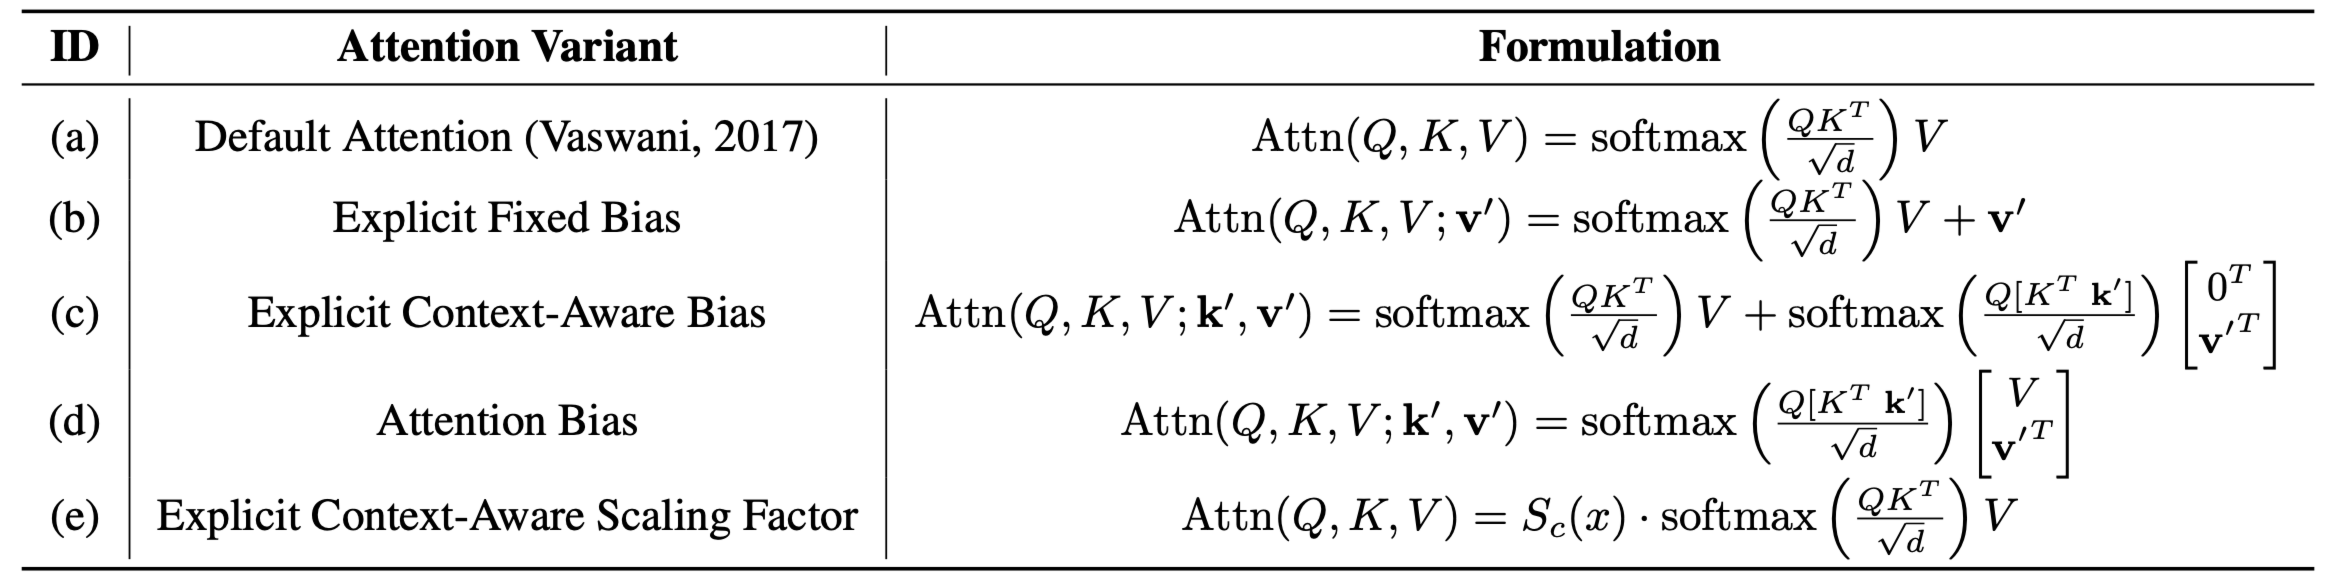 ID Attention Variant Formulation
(a) Default Attention (Vaswani, 2017) Attn(Q, K, V) = softmax(QK^T/√d) V
(b) Explicit Fixed Bias Attn(Q, K, V; v′) = softmax(QK^T/√d) V + v′
(c) Explicit Context-Aware Bias Attn(Q, K, V; k′, v′) = softmax(QK^T/√d) V + softmax(Q[K^T k′]/√d) [0^T v′^T]
(d) Attention Bias Attn(Q, K, V; k′, v′) = softmax(Q[K^T k′]/√d) [V v′^T]
(e) Explicit Context-Aware Scaling Factor Attn(Q, K, V) = S_c(x) · softmax(QK^T/√d) V